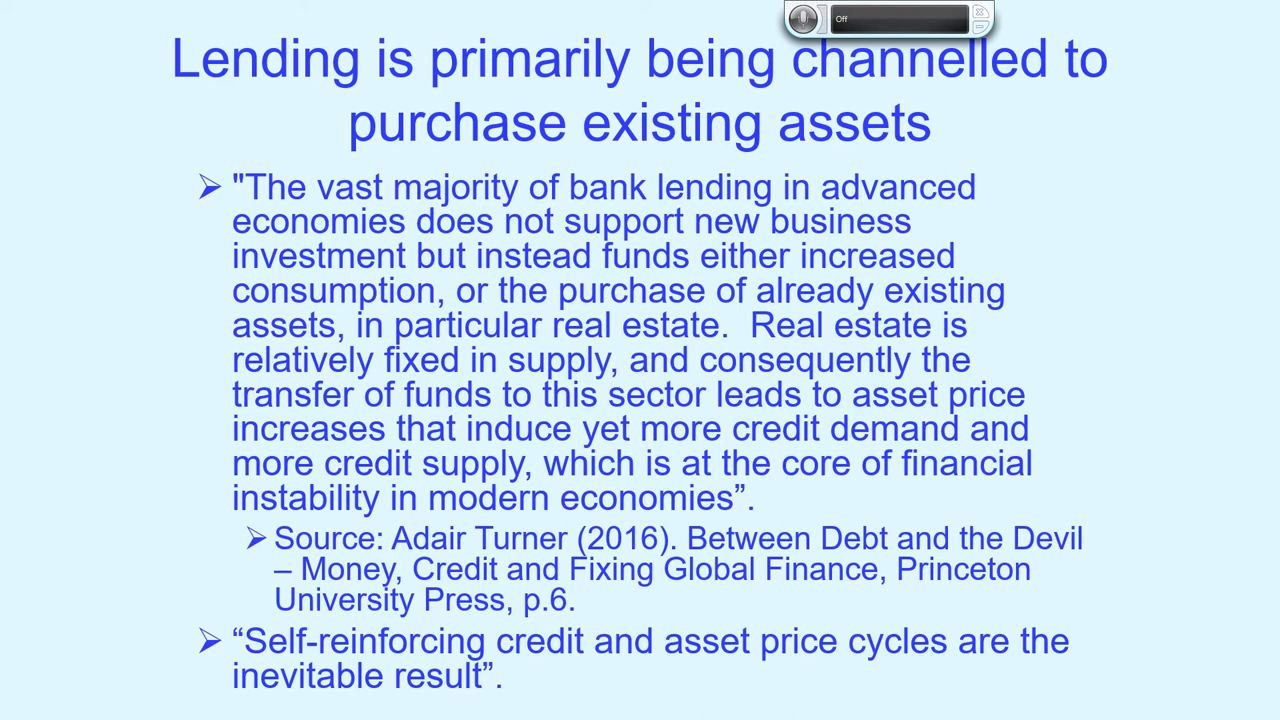 Off
Lending is primarily being channelled to
purchase existing assets
"The vast majority of bank lending in advanced
economies does not support new business
investment but instead funds either increased
consumption, or the purchase of already existing
assets, in particular real estate.  Real estate is
relatively fixed in supply, and consequently the
transfer of funds to this sector leads to asset price
increases that induce yet more credit demand and
more credit supply, which is at the core of financial
instability in modern economies”.
Source: Adair Turner (2016). Between Debt and the Devil
– Money, Credit and Fixing Global Finance, Princeton
University Press, p.6.
“Self-reinforcing credit and asset price cycles are the
inevitable result”.